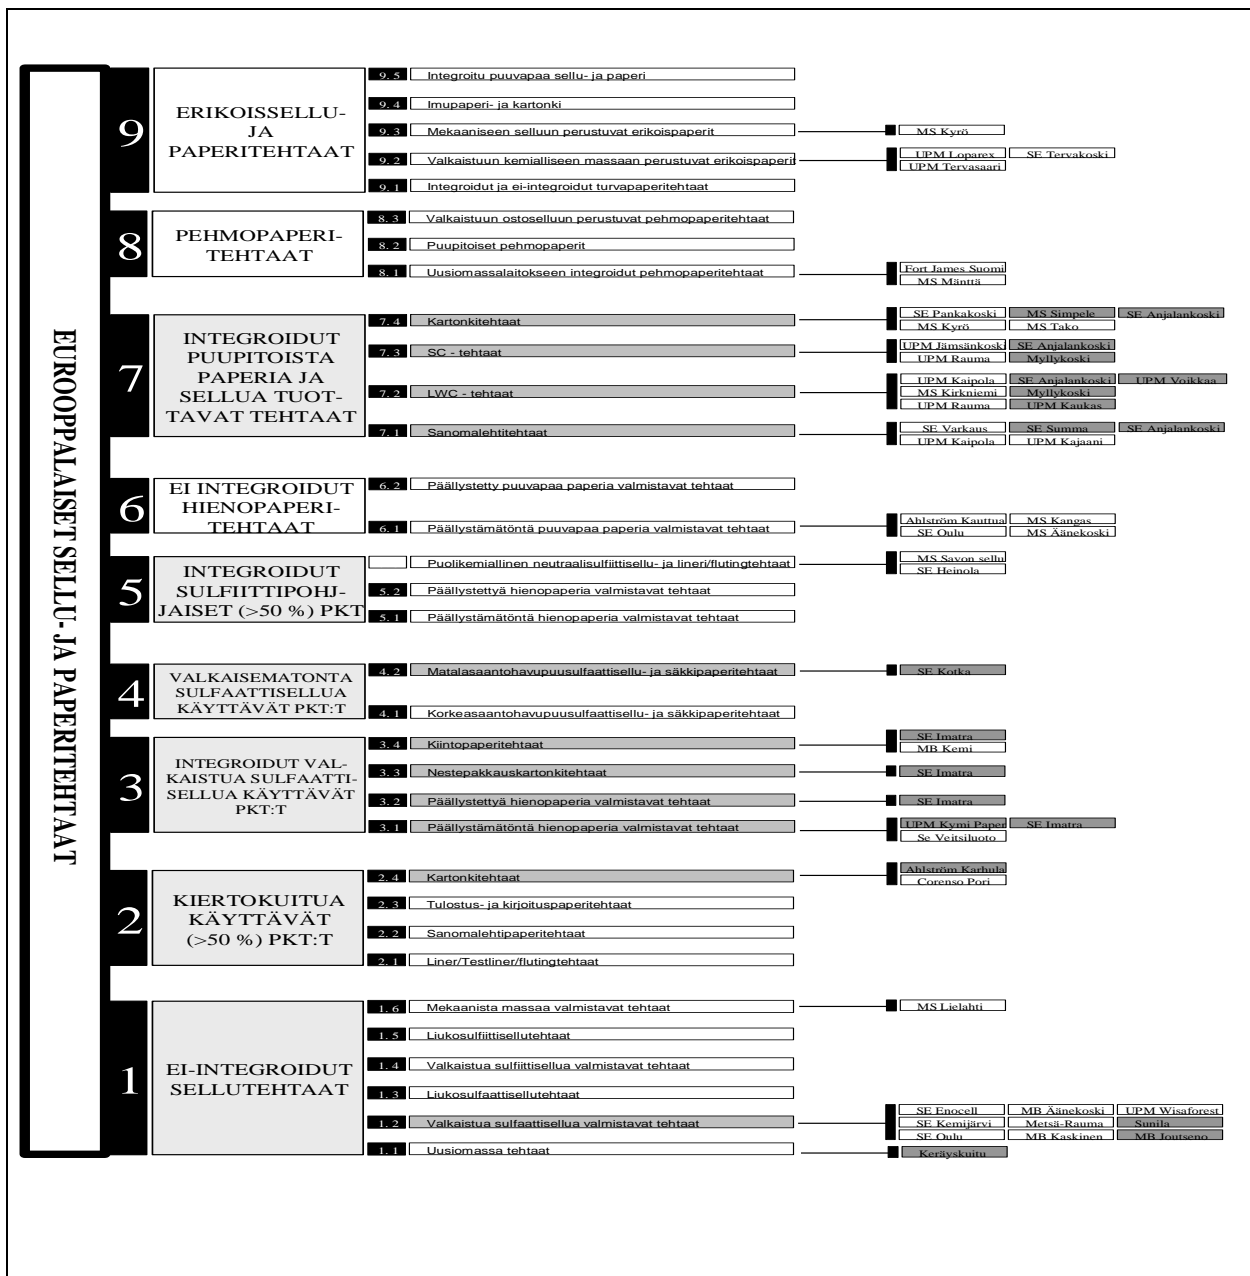 EUROOPPALAISET SELLU- JA PAPERITEHTAAT
9
ERIKOISSELLU-
JA
PAPERITEHTAAT
9. 5 Integroitu puuvapaa sellu- ja paperi
9. 4 Imupaperi- ja kartonki
9. 3 Mekaaniseen selluun perustuvat erikoispaperit
MS Kyrö
9. 2 Valkaistuun kemialliseen massaan perustuvat erikoispaperit
UPM Loparex SE Tervakoski
UPM Tervasaari
9. 1 Integroidut ja ei-integroidut turvapaperitehtaat
8
PEHMOPAPERI-
TEHTAAT
8. 3 Valkaistuun ostoselluun perustuvat pehmopaperitehtaat
8. 2 Puupitoiset pehmopaperit
8. 1 Uusiomassalaitokseen integroidut pehmopaperitehtaat
Fort James Suomi
MS Mänttä
7
INTEGROIDUT
PUUPITOISTA
PAPERIA JA
SELLUA TUOT-
TAVAT TEHTAAT
7. 4 Kartonkitehtaat
SE Pankakoski MS Simpele SE Anjalankoski
MS Kyrö MS Tako
7. 3 SC - tehtaat
UPM Jämsänkoski SE Anjalankoski
UPM Rauma Myllykoski
7. 2 LWC - tehtaat
UPM Kaipola SE Anjalankoski UPM Voikkaa
MS Kirkniemi Myllykoski
UPM Rauma UPM Kaukas
7. 1 Sanomalehtitehtaat
SE Varkaus SE Summa SE Anjalankoski
UPM Kaipola UPM Kajaani
6
EI INTEGROIDUT
HIENOPAPERI-
TEHTAAT
6. 2 Päällystetty puuvapaa paperia valmistavat tehtaat
6. 1 Päällystämätöntä puuvapaa paperia valmistavat tehtaat
Ahlström Kauttua MS Kangas
SE Oulu MS Äänekoski
5
INTEGROIDUT
SULFIITTIPOHJ-
JAISET (>50 %) PKT
Puolikemiallinen neutraalisulfiittisellu- ja lineri/flutingtehtaat
MS Savon sellu
SE Heinola
5. 2 Päällystettyä hienopaperia valmistavat tehtaat
5. 1 Päällystämätöntä hienopaperia valmistavat tehtaat
4
VALKAISEMATONTA
SULFAATTISELLUA
KÄYTTÄVÄT PKT:T
4. 2 Matalasaantohavupuusulfaattisellu- ja säkkipaperitehtaat
SE Kotka
4. 1 Korkeasaantohavupuusulfaattisellu- ja säkkipaperitehtaat
3
INTEGROIDUT VAL-
KAISTUA SULFAATTI-
SELLUA KÄYTTÄVÄT
PKT:T
3. 4 Kiintopaperitehtaat
SE Imatra
MB Kemi
3. 3 Nestepakkauskartonkitehtaat
SE Imatra
3. 2 Päällystettyä hienopaperia valmistavat tehtaat
SE Imatra
3. 1 Päällystämätöntä hienopaperia valmistavat tehtaat
UPM Kymi Paper SE Imatra
Se Veitsiluoto
2
KIERTOKUITUA
KÄYTTÄVÄT
(>50 %) PKT:T
2. 4 Kartonkitehtaat
Ahlström Karhula
Corenso Pori
2. 3 Tulostus- ja kirjoituspaperitehtaat
2. 2 Sanomalehtipaperitehtaat
2. 1 Liner/Testliner/flutingtehtaat
1
EI-INTEGROIDUT
SELLUTEHTAAT
1. 6 Mekaanista massaa valmistavat tehtaat
MS Lielahti
1. 5 Liukosulfiittisellutehtaat
1. 4 Valkaistua sulfiittisellua valmistavat tehtaat
1. 3 Liukosulfaattisellutehtaat
1. 2 Valkaistua sulfaattisellua valmistavat tehtaat
SE Enocell MB Äänekoski UPM Wisaforest
SE Kemijärvi Metsä-Rauma Sunila
SE Oulu MB Kaskinen MB Joutseno
1. 1 Uusiomassa tehtaat
Keräyskuitu